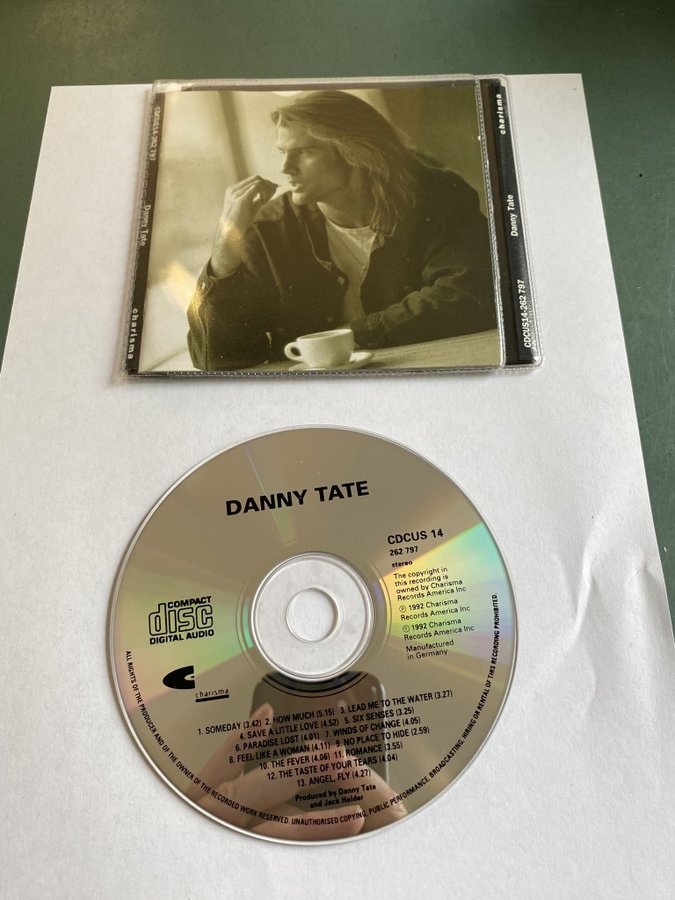 CDCUS14-262 797
Danny Tate
charisma
charisma
Danny Tate
CDCUS14-262 797
DANNY TATE
CDCUS 14
262 797
stereo
The copyright in
this recording is
owned by Charisma
Records America Inc
℗ 1992 Charisma
Records America Inc
© 1992 Charisma
Records America Inc
Manufactured
in Germany
COMPACT
disc
DIGITAL AUDIO
charisma
1. SOMEDAY (3.42) 2. HOW MUCH (5.15) 3. LEAD ME TO THE WATER (3.27)
4. SAVE A LITTLE LOVE (4.52) 5. SIX SENSES (3.25)
6. PARADISE LOST (4.01) 7. WINDS OF CHANGE (4.05)
8. FEEL LIKE A WOMAN (4.11) 9. NO PLACE TO HIDE (2.59)
10. THE FEVER (4.06) 11. ROMANCE (3.55)
12. THE TASTE OF YOUR TEARS (4.04)
13. ANGEL, FLY (4.27)
Produced by Danny Tate
and Jack Holder
ALL RIGHTS OF THE PRODUCER AND OF THE OWNER OF THE RECORDED WORK RESERVED. UNAUTHORISED COPYING, PUBLIC PERFORMANCE, BROADCASTING, HIRING OR RENTAL OF THIS RECORDING PROHIBITED.